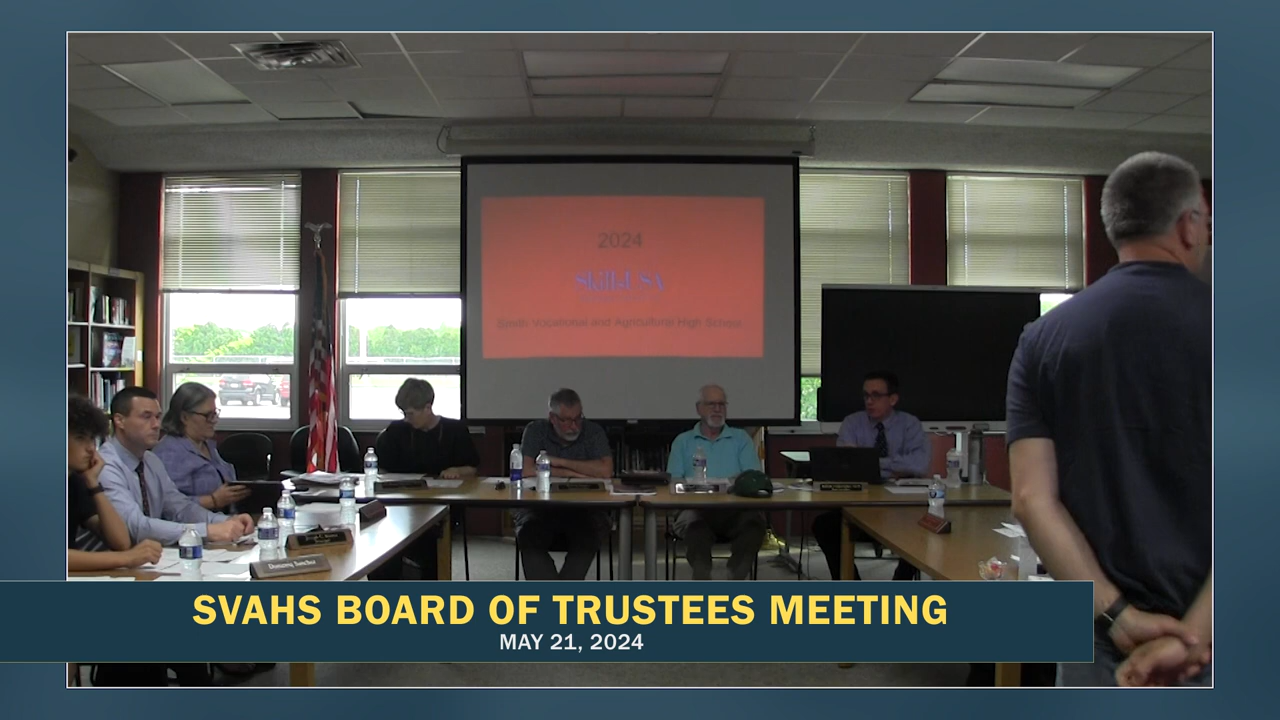 2024
SkillsUSA
Smith Vocational and Agricultural High School
SVAHS BOARD OF TRUSTEES MEETING
MAY 21, 2024